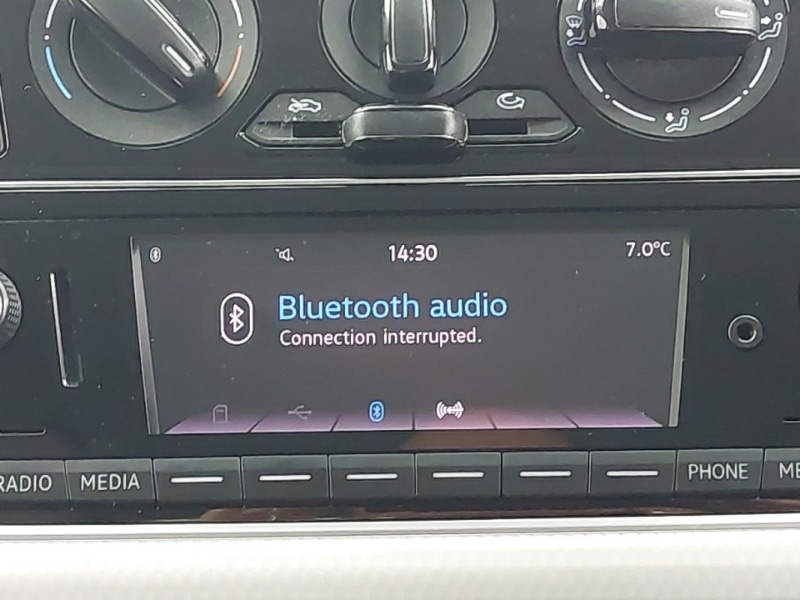 14:30
7.0°C
Bluetooth audio
Connection interrupted.
RADIO
MEDIA
PHONE